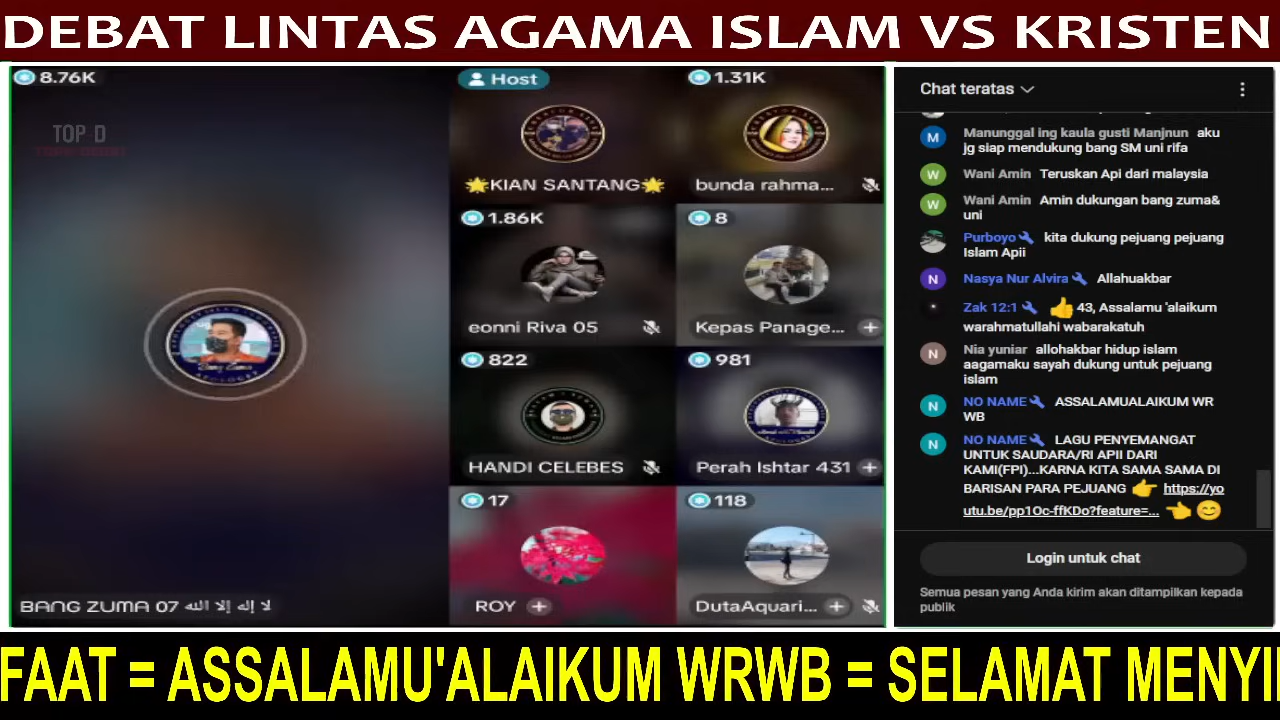 DEBAT LINTAS AGAMA ISLAM VS KRISTEN
8.76K
TOP D
BANG ZUMA 07 لا إله إلا الله
Host
🌟KIAN SANTANG🌟
1.31K
bunda rahma...
1.86K
eonni Riva 05
8
Kepas Panage...
822
HANDI CELEBES
981
Perah Ishtar 431
17
ROY
118
DutaAquari...
Chat teratas
M
Manunggal ing kaula gusti Manjnun aku
jg siap mendukung bang SM uni rifa
W
Wani Amin Teruskan Api dari malaysia
W
Wani Amin Amin dukungan bang zuma&
uni
Purboyo kita dukung pejuang pejuang
Islam Apii
N
Nasya Nur Alvira Allahuakbar
Zak 12:1 👍 43, Assalamu 'alaikum
warahmatullahi wabarakatuh
N
Nia yuniar allohakbar hidup islam
aagamaku sayah dukung untuk pejuang
islam
N
NO NAME ASSALAMUALAIKUM WR
WB
N
NO NAME LAGU PENYEMANGAT
UNTUK SAUDARA/RI APII DARI
KAMI(FPI)...KARNA KITA SAMA SAMA DI
BARISAN PARA PEJUANG 👉 https://yo
utu.be/pp1Oc-ffKDo?feature=... 👈😊
Login untuk chat
Semua pesan yang Anda kirim akan ditampilkan kepada
publik
FAAT = ASSALAMU'ALAIKUM WRWB = SELAMAT MENYI